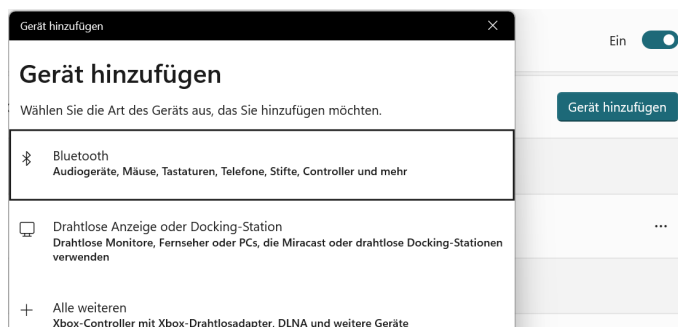 Gerät hinzufügen
Ein
Gerät hinzufügen
Wählen Sie die Art des Geräts aus, das Sie hinzufügen möchten.
Gerät hinzufügen
Bluetooth
Audiogeräte, Mäuse, Tastaturen, Telefone, Stifte, Controller und mehr
Drahtlose Anzeige oder Docking-Station
Drahtlose Monitore, Fernseher oder PCs, die Miracast oder drahtlose Docking-Stationen
verwenden
Alle weiteren
Xbox-Controller mit Xbox-Drahtlosadapter, DLNA und weitere Geräte